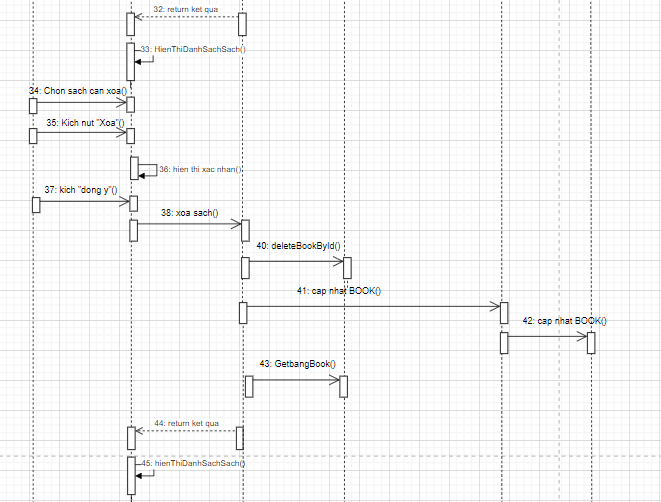 32: return ket qua
33: HienThiDanhSachSach()
34: Chon sach can xoa()
35: Kich nut "Xoa"()
36: hien thi xac nhan()
37: kich "dong y"()
38: xoa sach()
40: deleteBookById()
41: cap nhat BOOK()
42: cap nhat BOOK()
43: GetbangBook()
44: return ket qua
45: hienThiDanhSachSach()